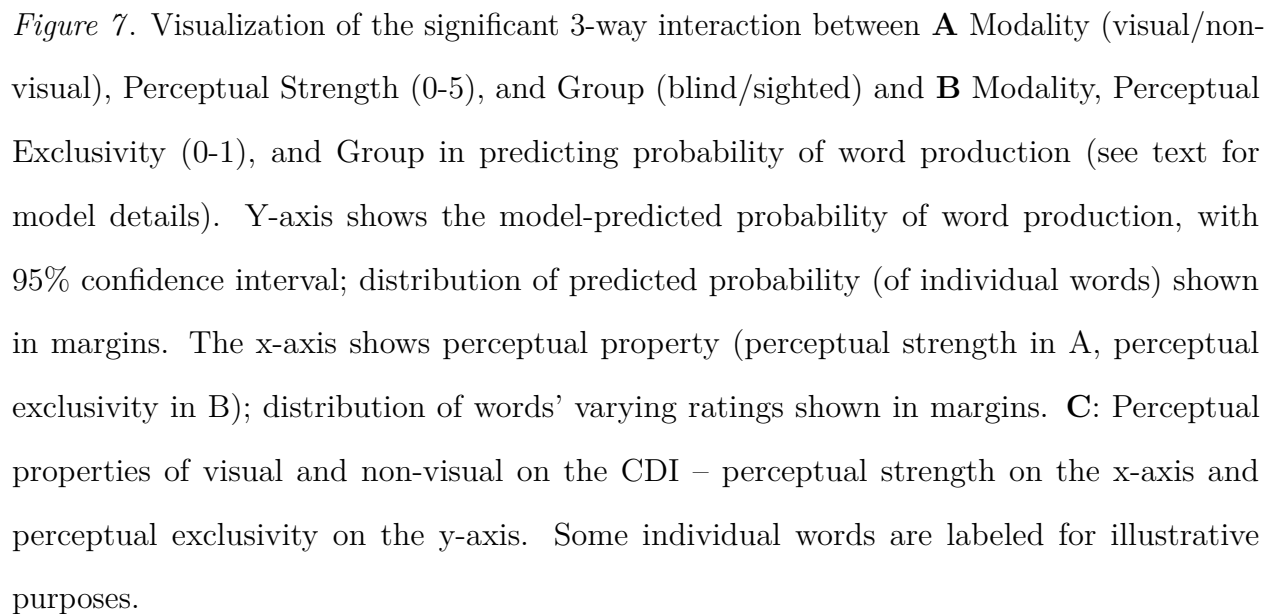 Figure 7. Visualization of the significant 3-way interaction between A Modality (visual/non-
visual), Perceptual Strength (0-5), and Group (blind/sighted) and B Modality, Perceptual
Exclusivity (0-1), and Group in predicting probability of word production (see text for
model details). Y-axis shows the model-predicted probability of word production, with
95% confidence interval; distribution of predicted probability (of individual words) shown
in margins. The x-axis shows perceptual property (perceptual strength in A, perceptual
exclusivity in B); distribution of words’ varying ratings shown in margins. C: Perceptual
properties of visual and non-visual on the CDI – perceptual strength on the x-axis and
perceptual exclusivity on the y-axis. Some individual words are labeled for illustrative
purposes.